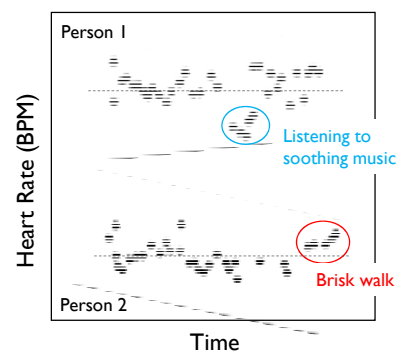 Person 1
Heart Rate (BPM)
Listening to
soothing music
Brisk walk
Person 2
Time